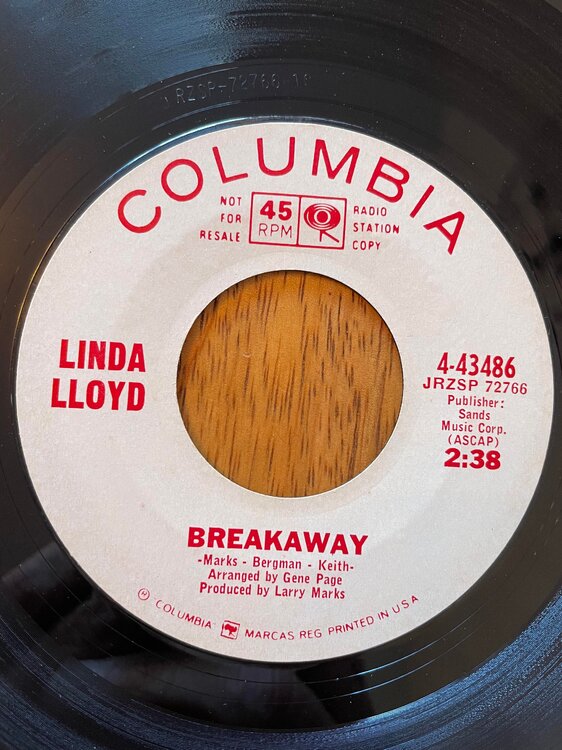 JRZSP-72766
COLUMBIA
NOT
FOR
RESALE
45
RPM
RADIO
STATION
COPY
LINDA
LLOYD
4-43486
JRZSP 72766
Publisher:
Sands
Music Corp.
(ASCAP)
2:38
BREAKAWAY
-Marks - Bergman - Keith-
Arranged by Gene Page
Produced by Larry Marks
"COLUMBIA" MARCAS REG PRINTED IN U S A